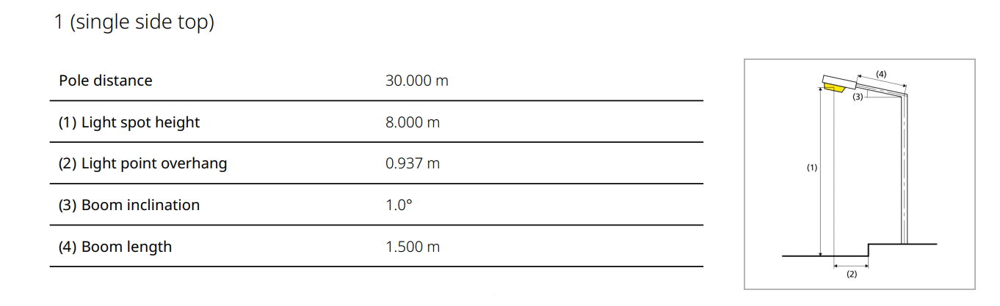 1 (single side top)
Pole distance 30.000 m
(1) Light spot height 8.000 m
(2) Light point overhang 0.937 m
(3) Boom inclination 1.0°
(4) Boom length 1.500 m
(4)
(3)
(1)
(2)